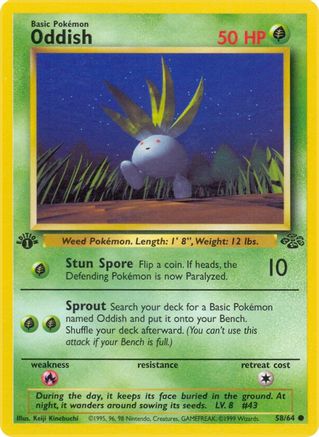 Basic Pokémon
Oddish 50 HP
EDITION
1
Weed Pokémon. Length: 1' 8", Weight: 12 lbs.
Stun Spore Flip a coin. If heads, the 10
Defending Pokémon is now Paralyzed.
Sprout Search your deck for a Basic Pokémon
named Oddish and put it onto your Bench.
Shuffle your deck afterward. (You can't use this
attack if your Bench is full.)
weakness resistance retreat cost
During the day, it keeps its face buried in the ground. At
night, it wanders around sowing its seeds. LV. 8 #43
Illus. Keiji Kinebuchi ©1995, 96, 98 Nintendo, Creatures, GAMEFREAK. ©1999 Wizards. 58/64